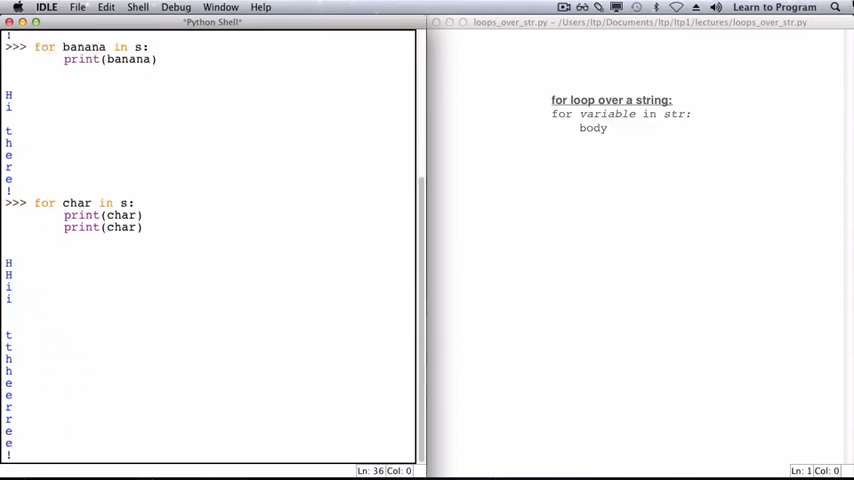 IDLE File Edit Shell Debug Window Help Learn to Program
*Python Shell*
!
>>> for banana in s:
print(banana)
H
i
t
h
e
r
e
!
>>> for char in s:
print(char)
print(char)
H
H
i
i
t
t
h
h
e
e
r
r
e
e
!
Ln: 36 Col: 0
loops_over_str.py - /Users/ltp/Documents/ltp/ltp1/lectures/loops_over_str.py
for loop over a string:
for variable in str:
body
Ln: 1 Col: 0